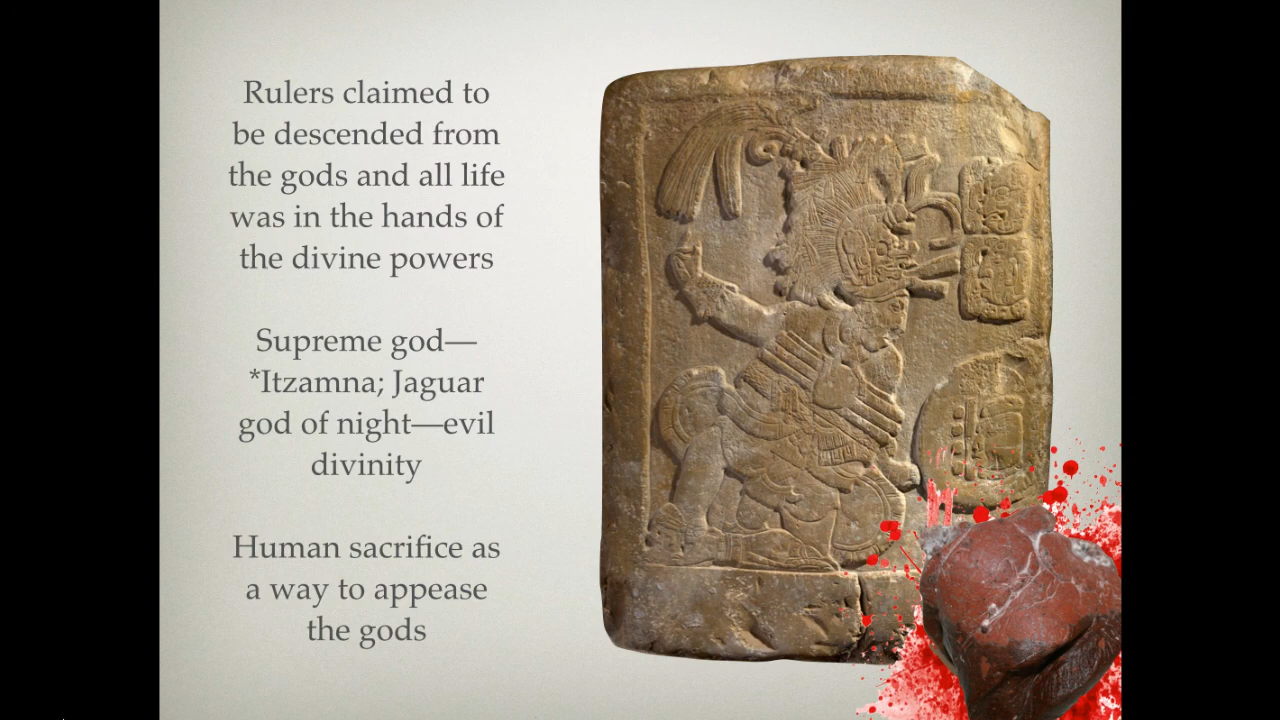 Rulers claimed to
be descended from
the gods and all life
was in the hands of
the divine powers
Supreme god—
*Itzamna; Jaguar
god of night—evil
divinity
Human sacrifice as
a way to appease
the gods